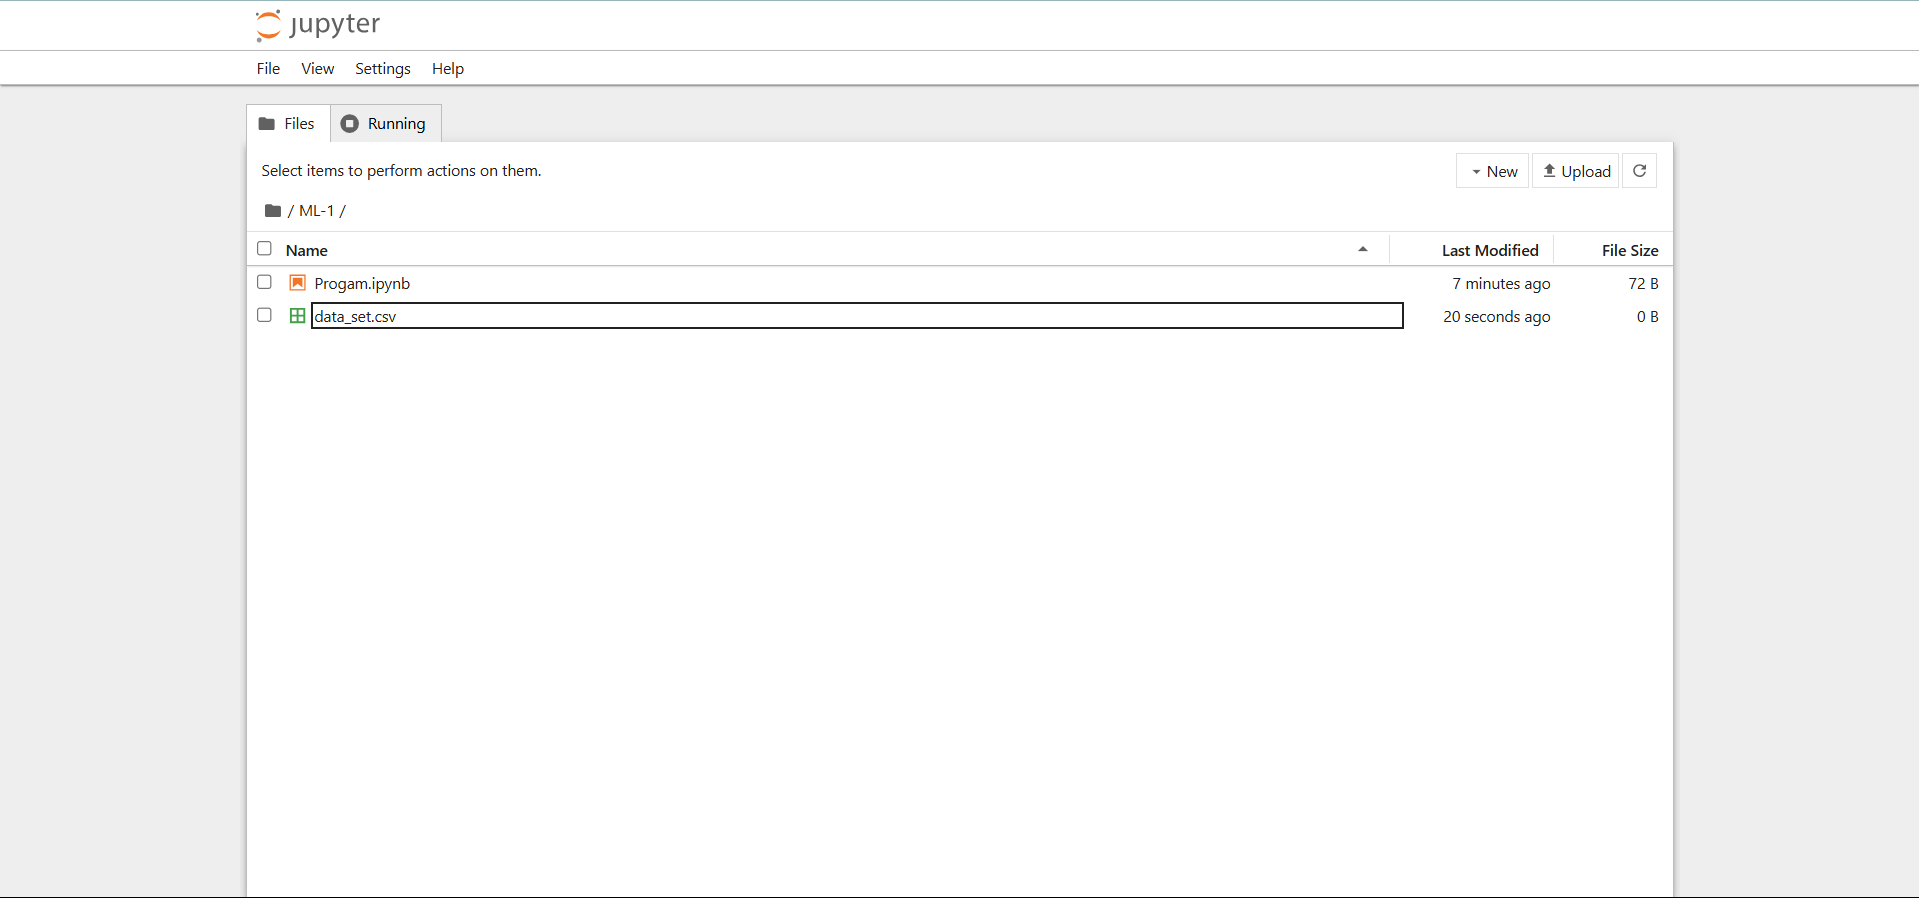 jupyter
File View Settings Help
Files Running
Select items to perform actions on them.
New Upload
/ ML-1 /
Name Last Modified File Size
Progam.ipynb 7 minutes ago 72 B
data_set.csv 20 seconds ago 0 B